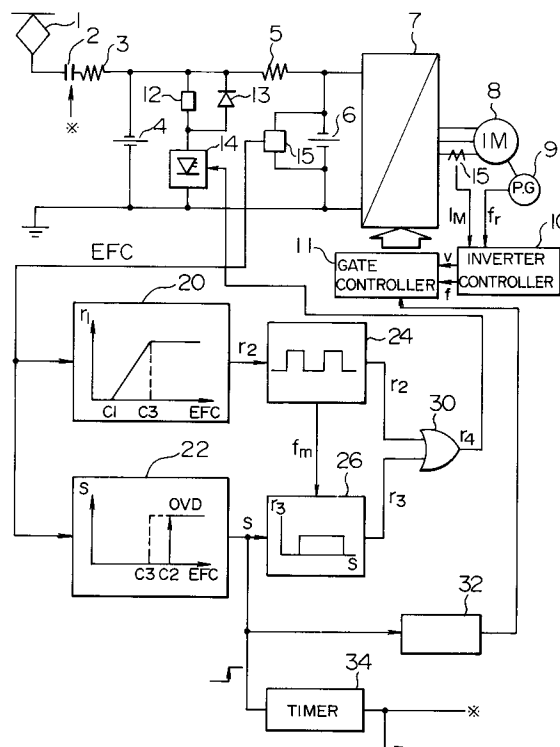 1
2
3
5
7
12
13
8
4
14
15
6
IM
9
15
P.G
※
IM
fr
10
EFC
11
V
f
GATE
CONTROLLER
INVERTER
CONTROLLER
20
24
r1
C1
C3
EFC
r2
r2
30
r4
22
fm
26
S
OVD
r3
r3
C3
C2
EFC
S
S
32
34
TIMER
※